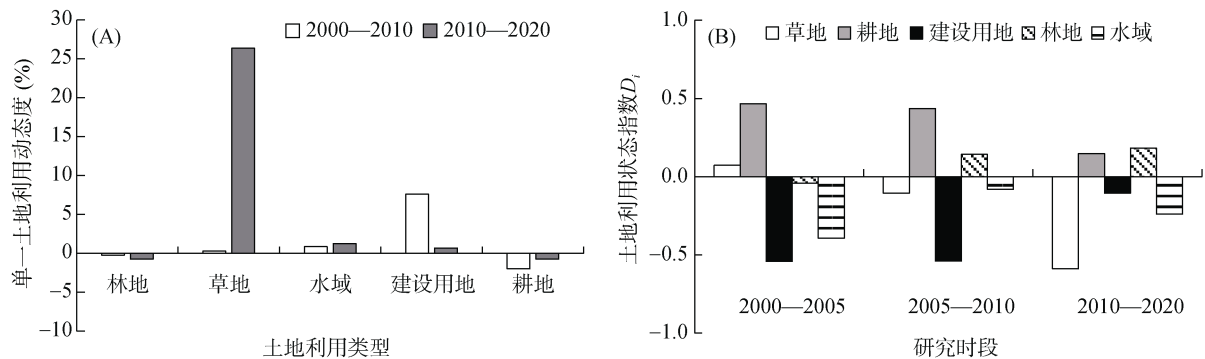 (A)
2000—2010 2010—2020
30
25
20
15
10
5
0
−5
−10
单一土地利用动态度 (%)
林地 草地 水域 建设用地 耕地
土地利用类型
(B)
草地 耕地 建设用地 林地 水域
1.0
0.5
0.0
−0.5
−1.0
土地利用状态指数Di
2000—2005 2005—2010 2010—2020
研究时段